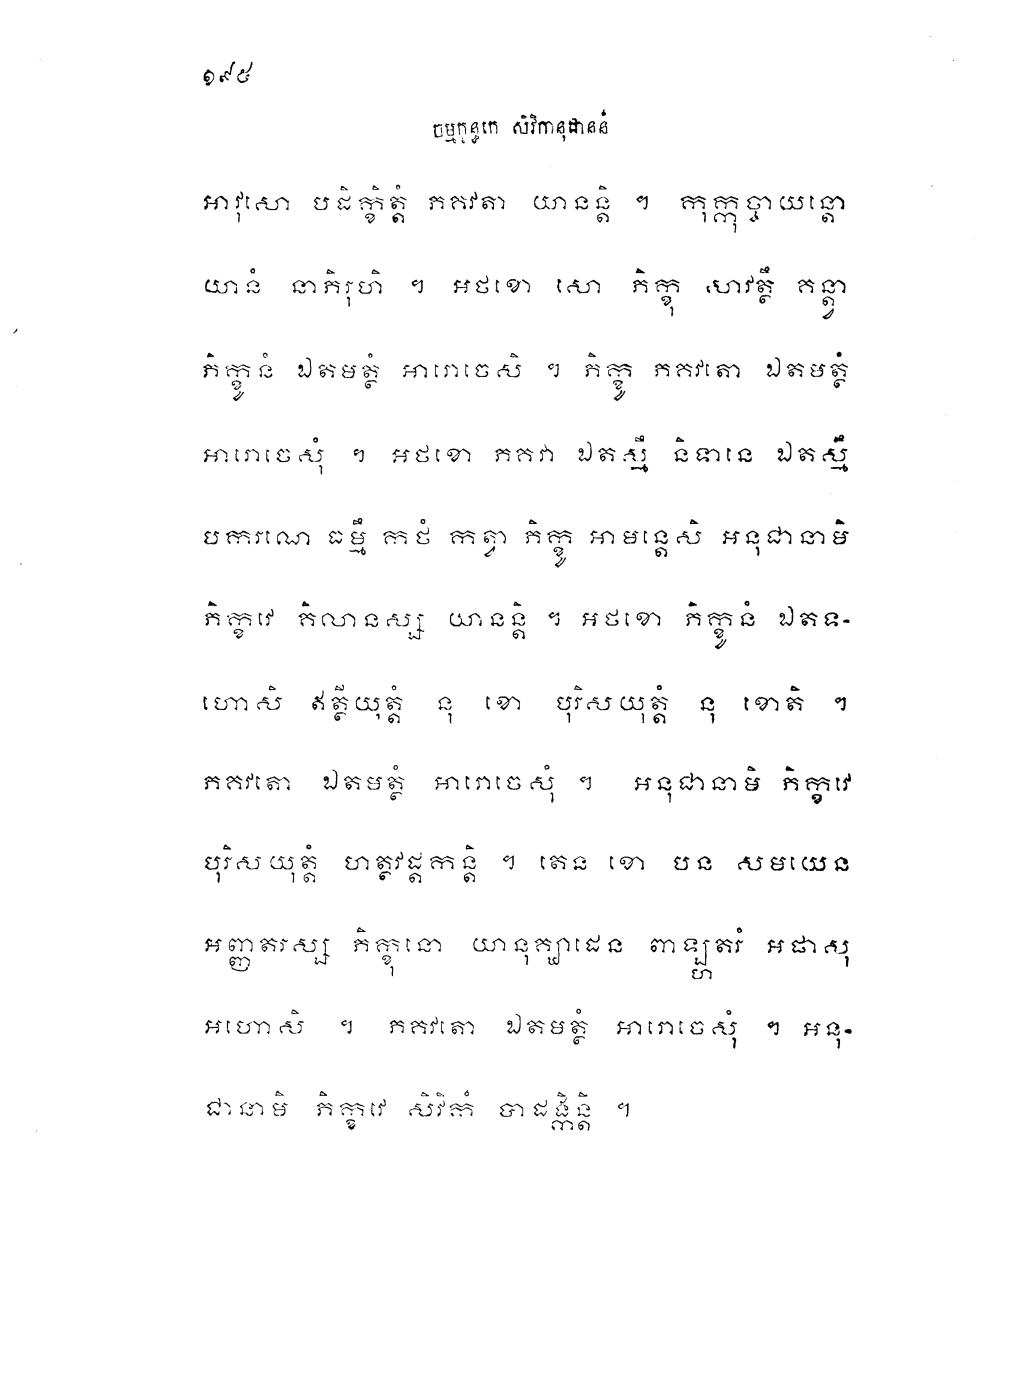 ១៩៥
ចម្មក្ខន្ធកេ សិវិកានុជាននំ
អាវុសោ បដិក្ខិត្តំ ភគវតា យានន្តិ ។ កុក្កុច្ចាយន្តោ
យានំ នាភិរុហិ ។ អថខោ សោ ភិក្ខុ សាវត្ថឹ គន្ត្វា
ភិក្ខូនំ ឯតមត្ថំ អារោចេសិ ។ ភិក្ខូ ភគវតោ ឯតមត្ថំ
អារោចេសុំ ។ អថខោ ភគវា ឯតស្មឹ និទានេ ឯតស្មឹ
បករណេ ធម្មឹ កថំ កត្វា ភិក្ខូ អាមន្តេសិ អនុជានាមិ
ភិក្ខវេ គិលានស្ស យានន្តិ ។ អថខោ ភិក្ខូនំ ឯតទ-
ហោសិ ឥត្ថីយុត្តំ នុ ខោ បុរិសយុត្តំ នុ ខោតិ ។
ភគវតោ ឯតមត្ថំ អារោចេសុំ ។ អនុជានាមិ ភិក្ខវេ
បុរិសយុត្តំ ហត្ថវដ្ដកន្តិ ។ តេន ខោ បន សមយេន
អញ្ញតរស្ស ភិក្ខុនោ យានុគ្ឃាដេន ពាឡ្ហតរំ អផាសុ
អហោសិ ។ ភគវតោ ឯតមត្ថំ អារោចេសុំ ។ អនុ-
ជានាមិ ភិក្ខវេ សិវិកំ បាដង្កិន្តិ ។